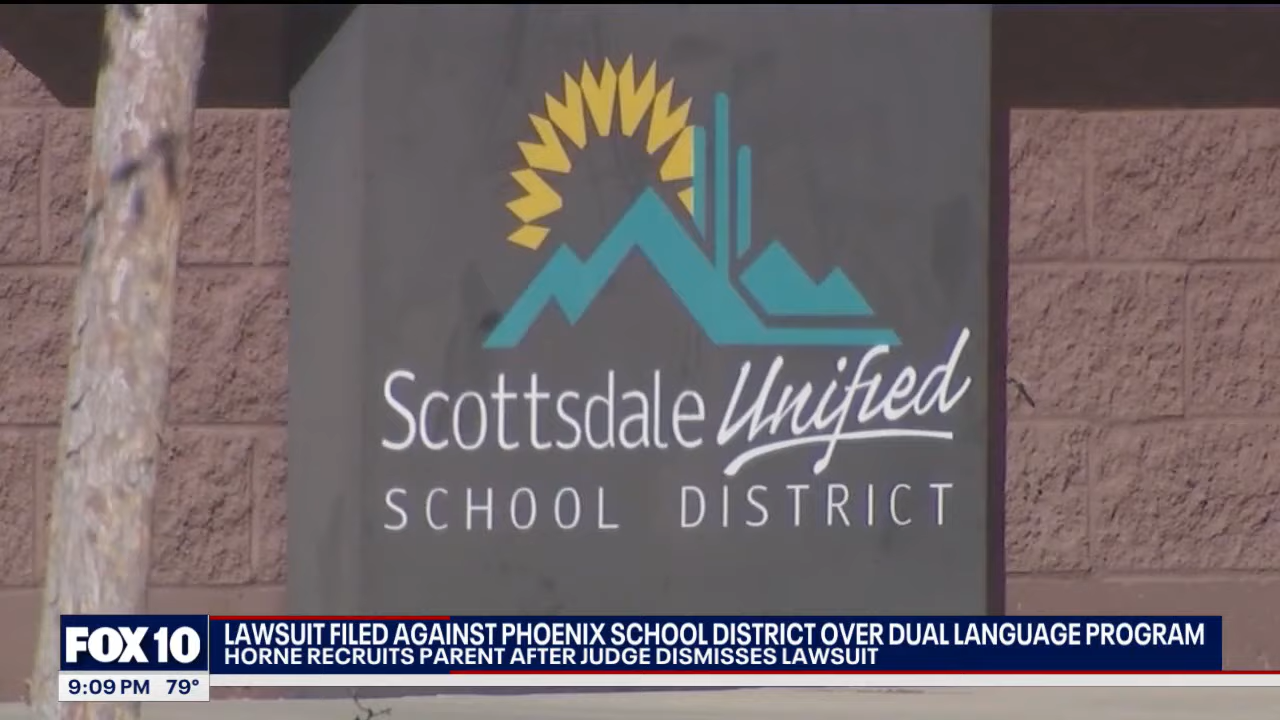 Scottsdale Unified
SCHOOL DISTRICT
FOX 10
LAWSUIT FILED AGAINST PHOENIX SCHOOL DISTRICT OVER DUAL LANGUAGE PROGRAM
HORNE RECRUITS PARENT AFTER JUDGE DISMISSES LAWSUIT
9:09 PM 79°